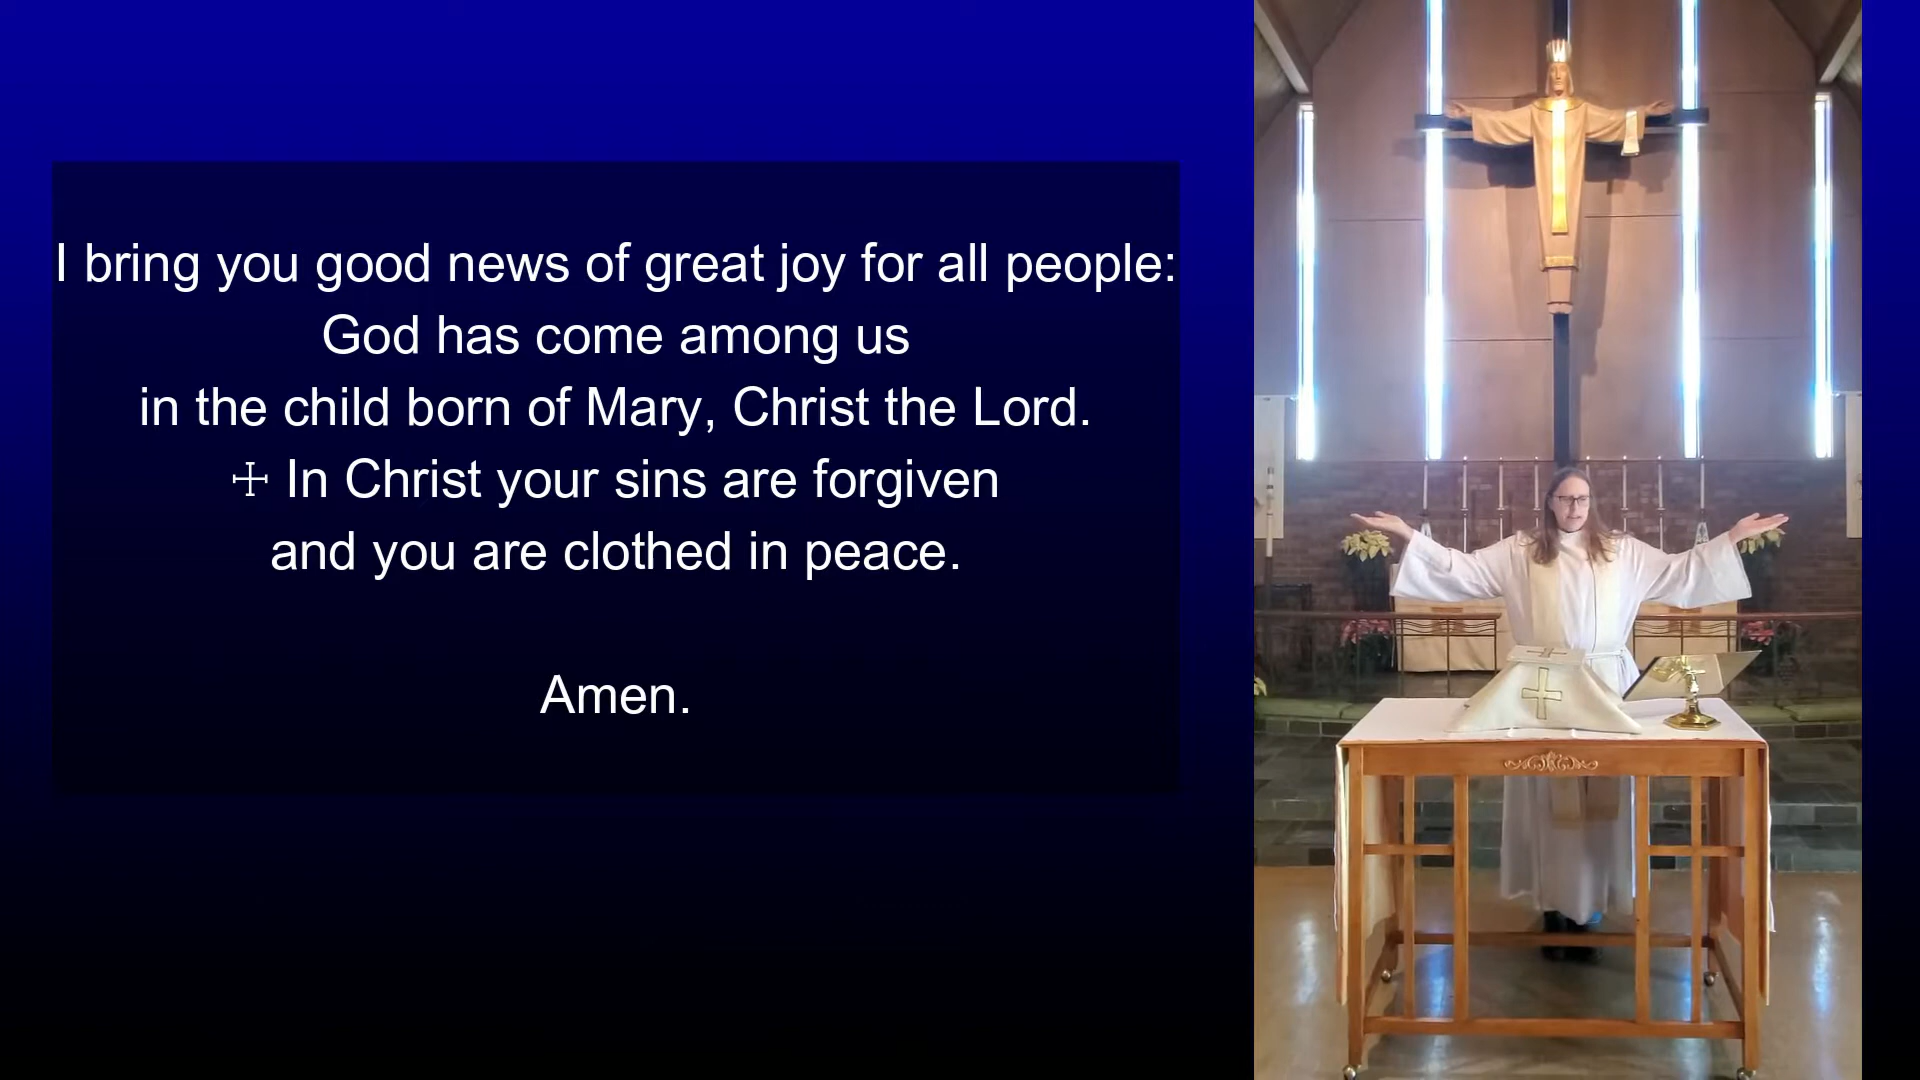 I bring you good news of great joy for all people:
God has come among us
in the child born of Mary, Christ the Lord.
☩ In Christ your sins are forgiven
and you are clothed in peace.
Amen.